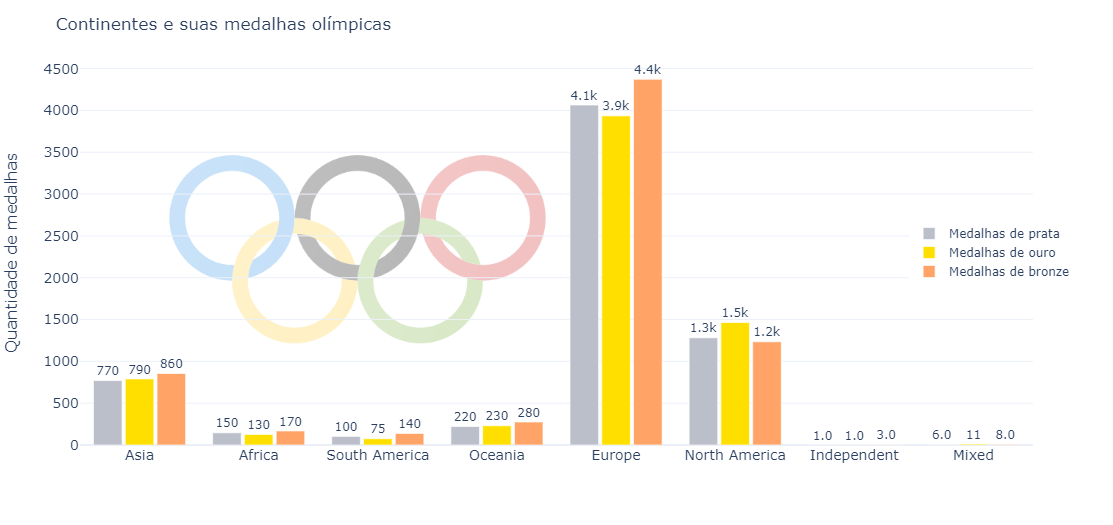 Continentes e suas medalhas olímpicas
Quantidade de medalhas
4500
4000
3500
3000
2500
2000
1500
1000
500
0
770 790 860
150 130 170
100 75 140
220 230 280
4.1k 3.9k 4.4k
1.3k 1.5k 1.2k
1.0 1.0 3.0
6.0 11 8.0
Asia Africa South America Oceania Europe North America Independent Mixed
Medalhas de prata
Medalhas de ouro
Medalhas de bronze